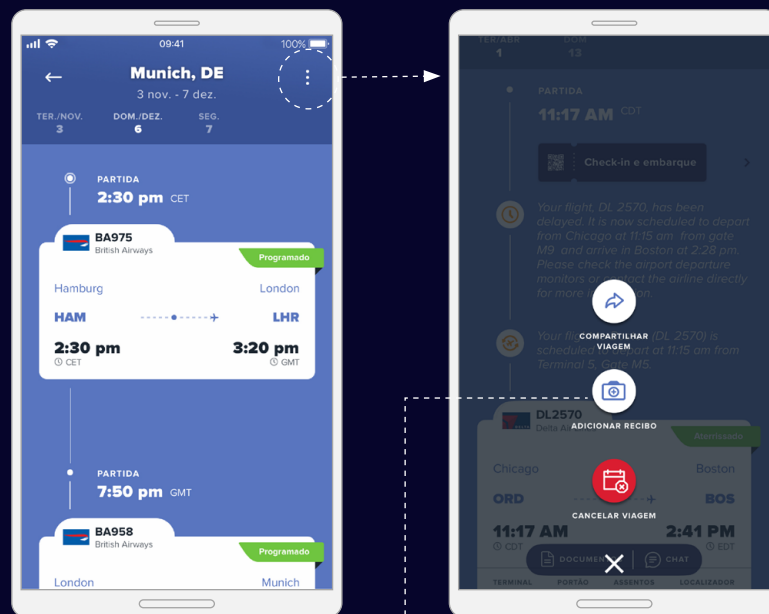 09:41
100%
Munich, DE
3 nov. - 7 dez.
TER./NOV.
3
DOM./DEZ.
6
SEG.
7
PARTIDA
2:30 pm CET
BA975
British Airways
Programado
Hamburg
London
HAM
LHR
2:30 pm
3:20 pm
CET
GMT
PARTIDA
7:50 pm GMT
BA958
British Airways
Programado
London
Munich
TER/ABR
DOM
1
13
PARTIDA
11:17 AM CDT
Check-in e embarque
Your flight, DL 2570, has been
delayed. It is now scheduled to depart
from Chicago at 11:15 am from gate
M9 and arrive in Boston at 2:28 pm.
Please check the airport departure
monitors or contact the airline directly
for more
COMPARTILHAR
VIAGEM
Your (DL 2570) is
scheduled to depart at 11:15 am from
Terminal 5, Gate M5.
ADICIONAR RECIBO
DL2570
Delta
Aterrissado
Chicago
Boston
ORD
BOS
CANCELAR VIAGEM
11:17 AM
2:41 PM
CDT
EDT
CHAT
TERMINAL
PORTÃO
ASSENTOS
LOCALIZADOR